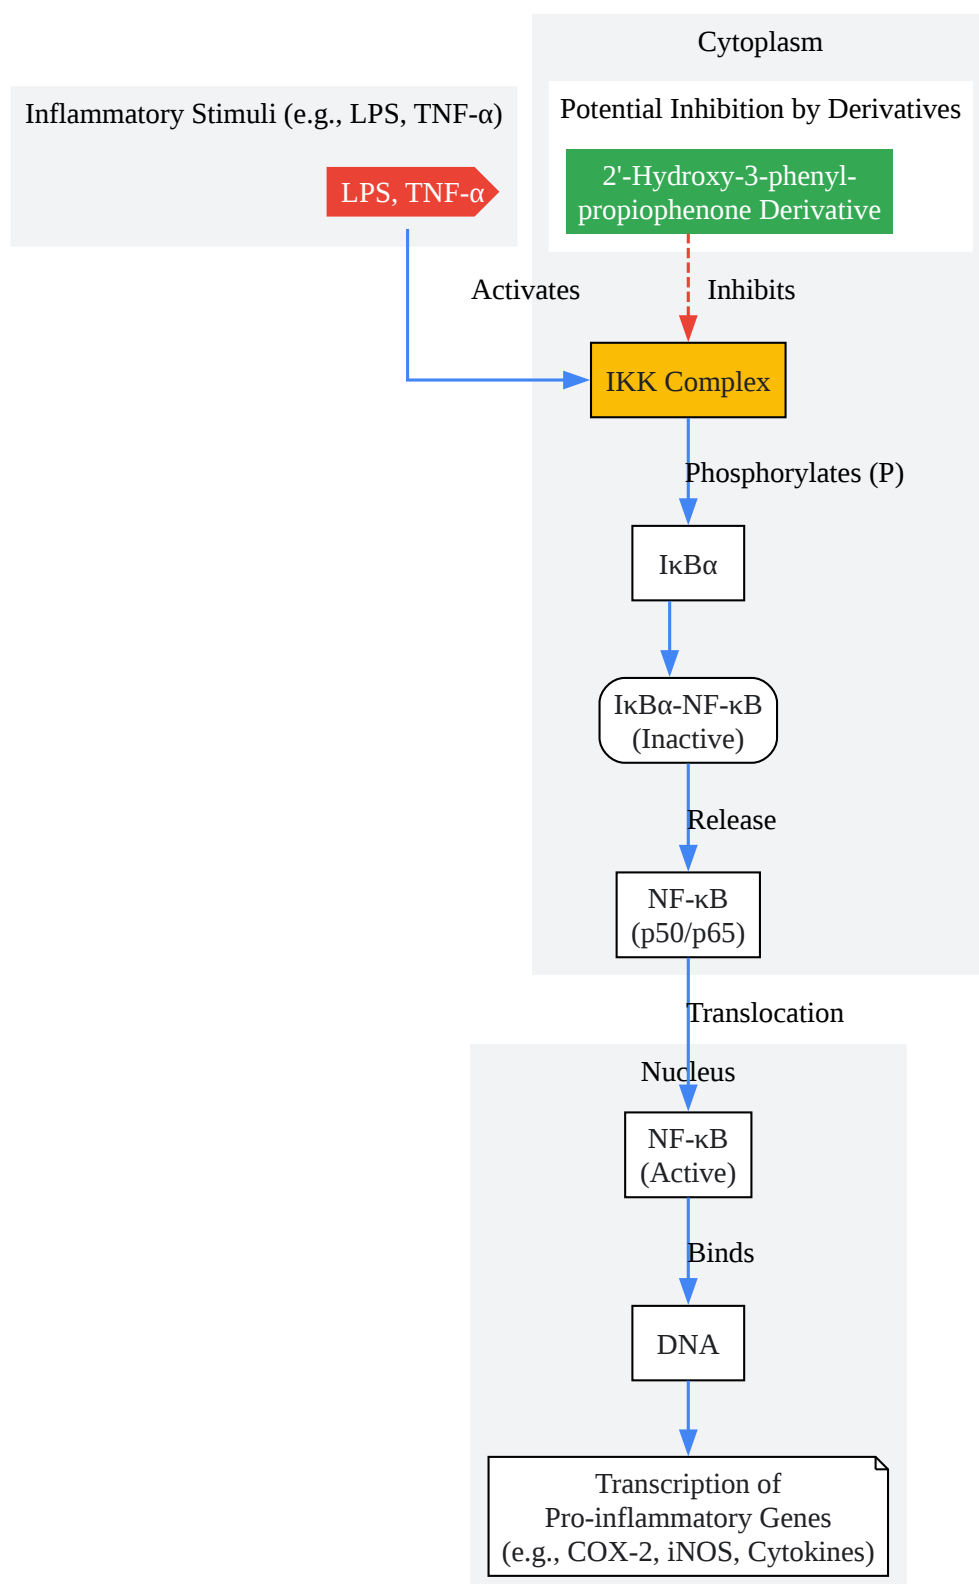 Cytoplasm
Inflammatory Stimuli (e.g., LPS, TNF-α)
Potential Inhibition by Derivatives
LPS, TNF-α
2'-Hydroxy-3-phenyl-
propiophenone Derivative
Activates
Inhibits
IKK Complex
Phosphorylates (P)
IκBα
IκBα-NF-κB
(Inactive)
Release
NF-κB
(p50/p65)
Translocation
Nucleus
NF-κB
(Active)
Binds
DNA
Transcription of
Pro-inflammatory Genes
(e.g., COX-2, iNOS, Cytokines)